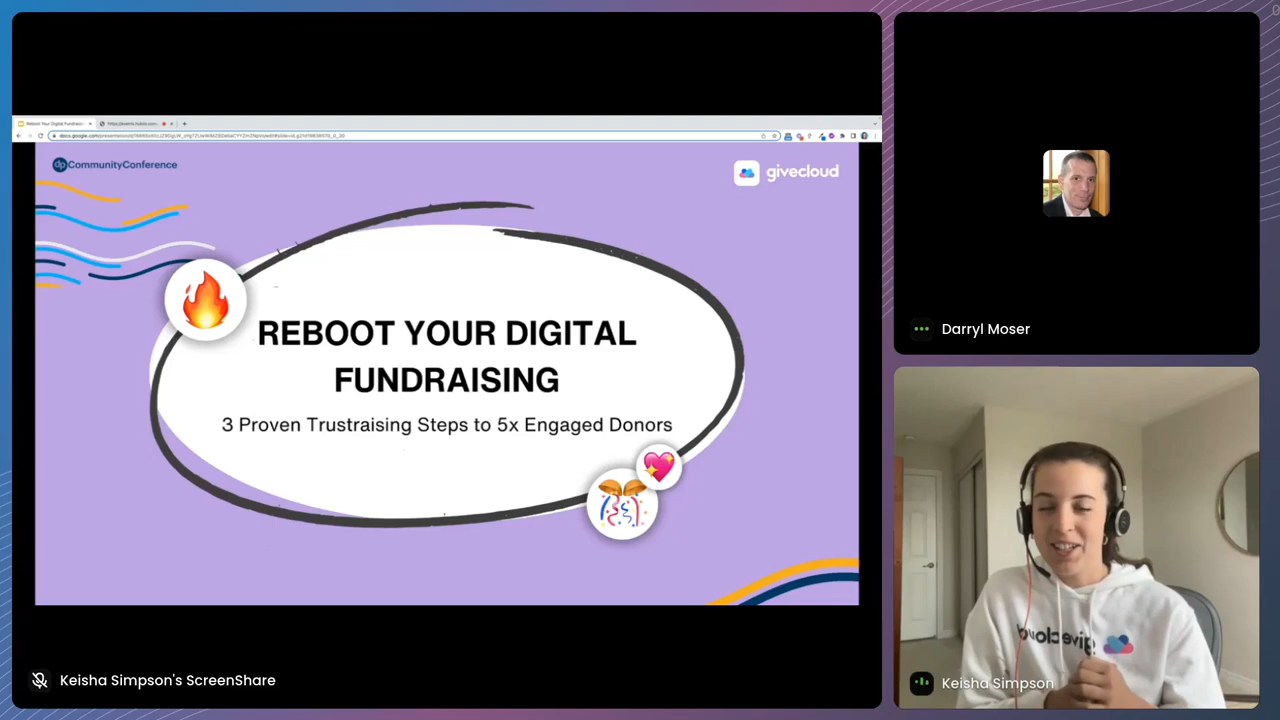 dpCommunityConference
givecloud
REBOOT YOUR DIGITAL
FUNDRAISING
3 Proven Trustraising Steps to 5x Engaged Donors
Keisha Simpson's ScreenShare
Darryl Moser
givecloud
Keisha Simpson